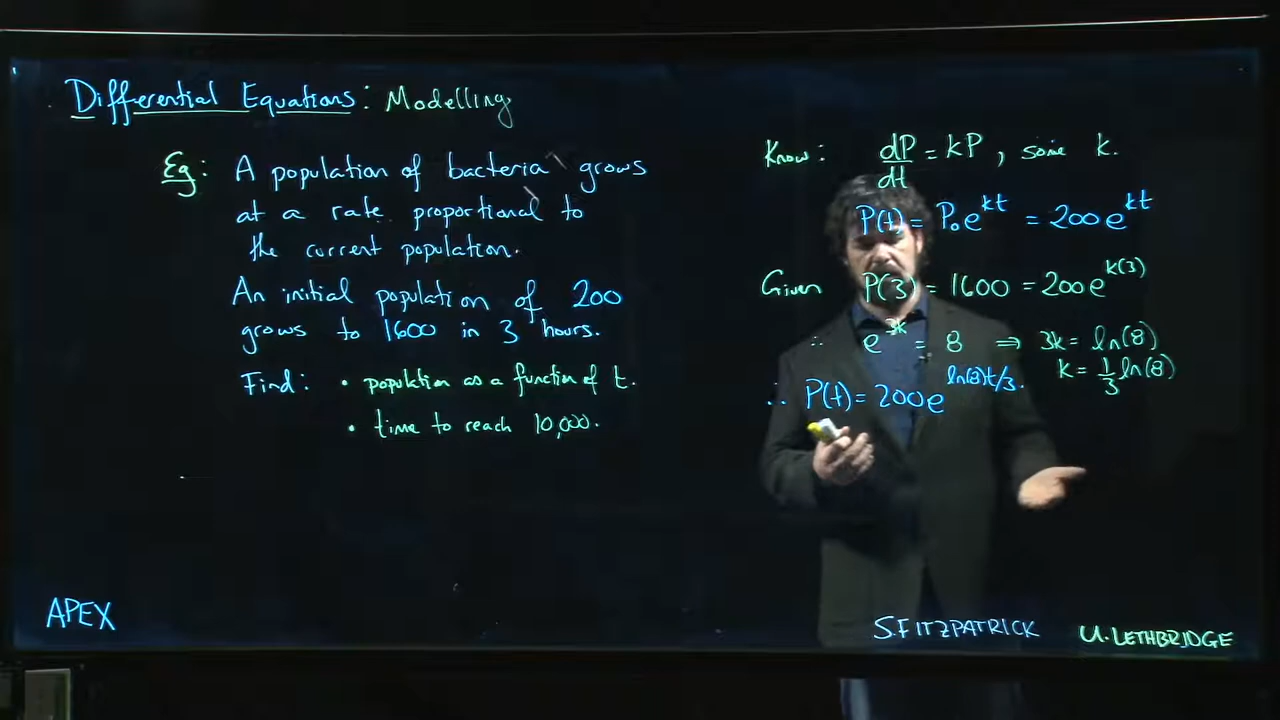 Differential Equations: Modelling
Eg: A population of bacteria grows
at a rate proportional to
the current population.
An initial population of 200
grows to 1600 in 3 hours.
Find: • population as a function of t.
• time to reach 10,000.
Know: dP/dt = kP, some k.
P(t) = P₀e^{kt} = 200e^{kt}
Given P(3) = 1600 = 200e^{k(3)}
∴ e^{3k} = 8 ⇒ 3k = ln(8)
k = 1/3 ln(8)
∴ P(t) = 200e^{ln(8)t/3}.
APEX
S.FITZPATRICK
U.LETHBRIDGE